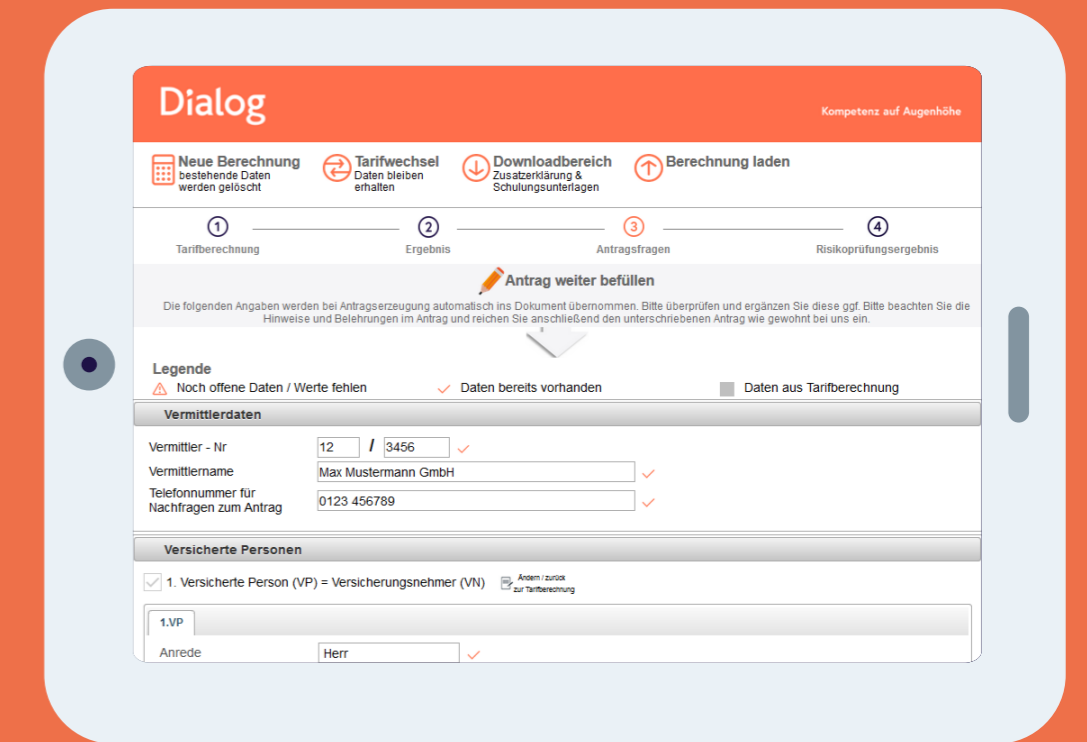 Dialog
Kompetenz auf Augenhöhe
Neue Berechnung
bestehende Daten
werden gelöscht
Tarifwechsel
Daten bleiben
erhalten
Downloadbereich
Zusatzerklärung &
Schulungsunterlagen
Berechnung laden
1 2 3 4
Tarifberechnung Ergebnis Antragsfragen Risikoprüfungsergebnis
Antrag weiter befüllen
Die folgenden Angaben werden bei Antragserzeugung automatisch ins Dokument übernommen. Bitte überprüfen und ergänzen Sie diese ggf. Bitte beachten Sie die
Hinweise und Belehrungen im Antrag und reichen Sie anschließend den unterschriebenen Antrag wie gewohnt bei uns ein.
Legende
Noch offene Daten / Werte fehlen Daten bereits vorhanden Daten aus Tarifberechnung
Vermittlerdaten
Vermittler - Nr 12 / 3456
Vermittlername Max Mustermann GmbH
Telefonnummer für
Nachfragen zum Antrag 0123 456789
Versicherte Personen
1. Versicherte Person (VP) = Versicherungsnehmer (VN)
Ändern / zurück
zur Tarifberechnung
1.VP
Anrede Herr